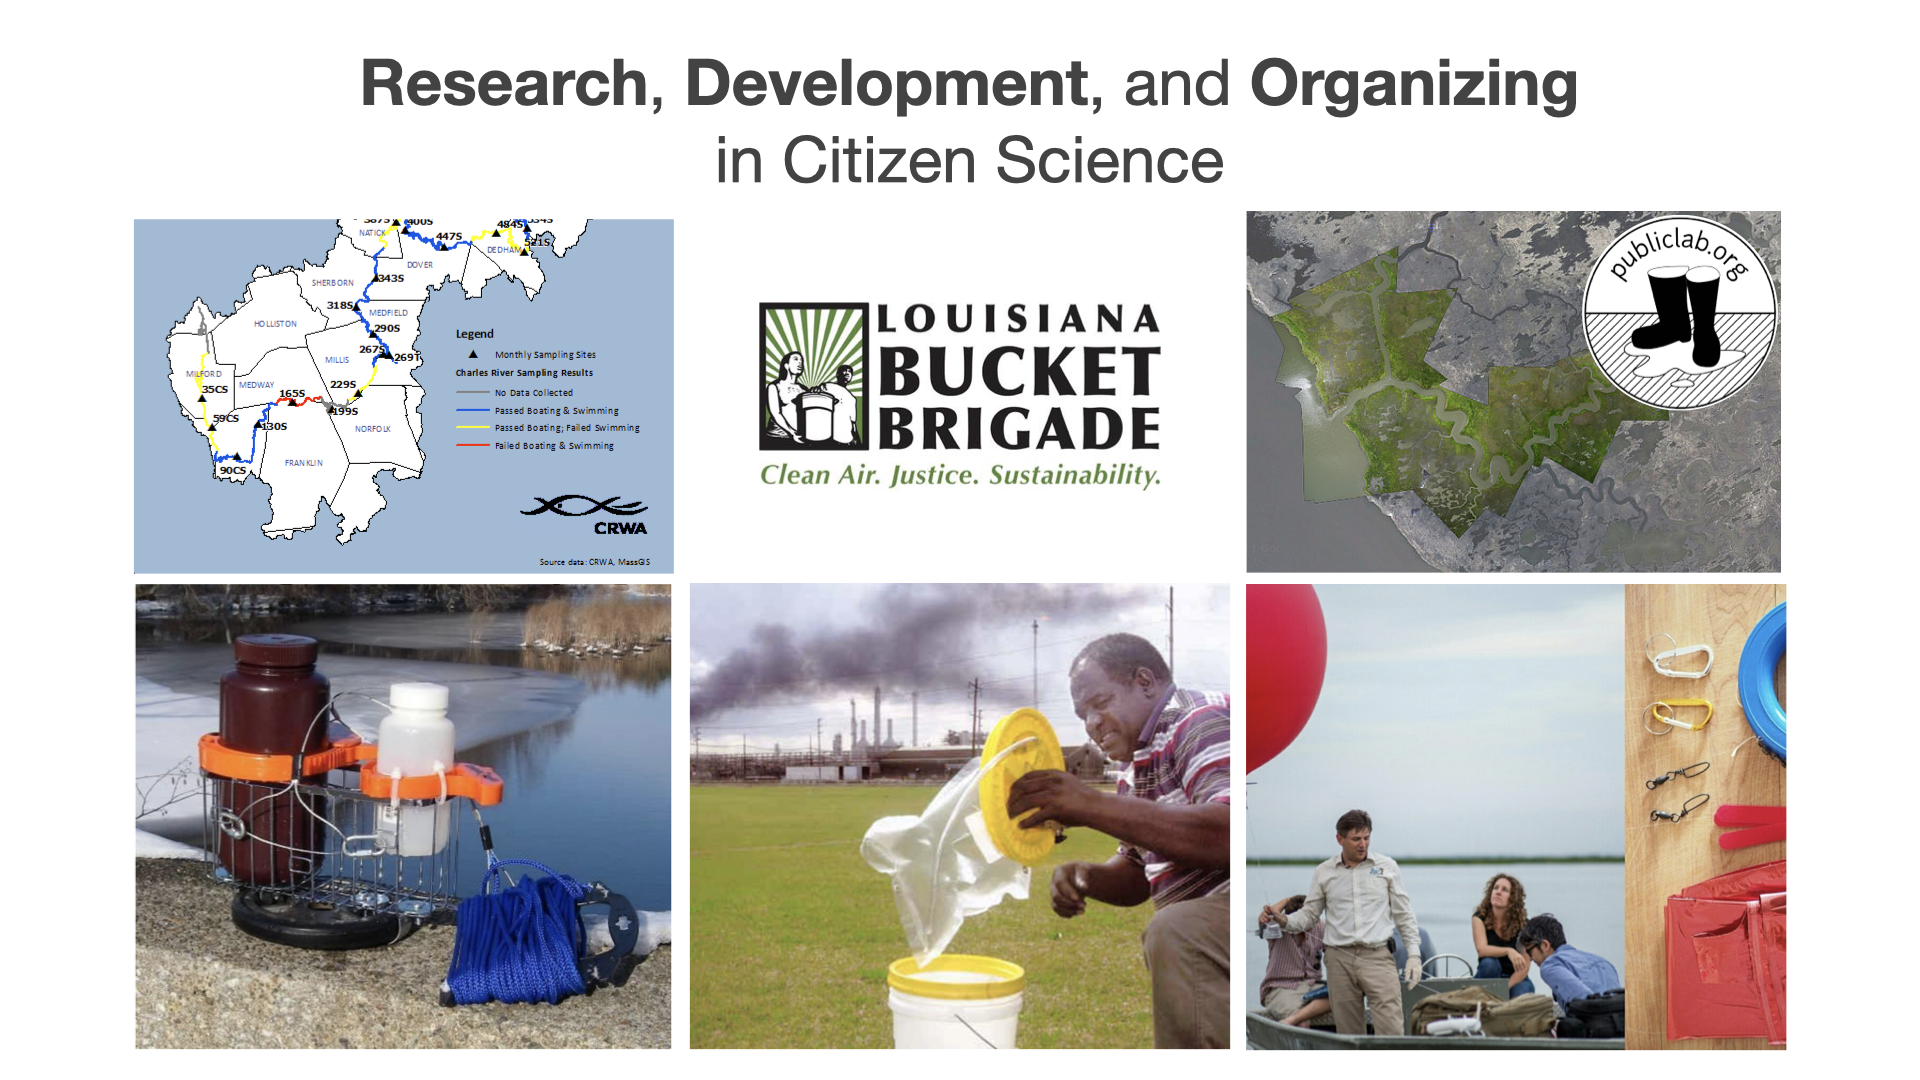 Research, Development, and Organizing
in Citizen Science
387S
400S
534S
NATICK
447S
484S
521S
DEDHAM
DOVER
343S
SHERBORN
318S
MEDFIELD
HOLLISTON
290S
267S
269T
MILLIS
MILFORD
MEDWAY
35CS
165S
229S
199S
59CS
130S
NORFOLK
FRANKLIN
90CS
Legend
Monthly Sampling Sites
Charles River Sampling Results
No Data Collected
Passed Boating & Swimming
Passed Boating; Failed Swimming
Failed Boating & Swimming
CRWA
Source data: CRWA, MassGIS
LOUISIANA
BUCKET
BRIGADE
Clean Air. Justice. Sustainability.
publiclab.org